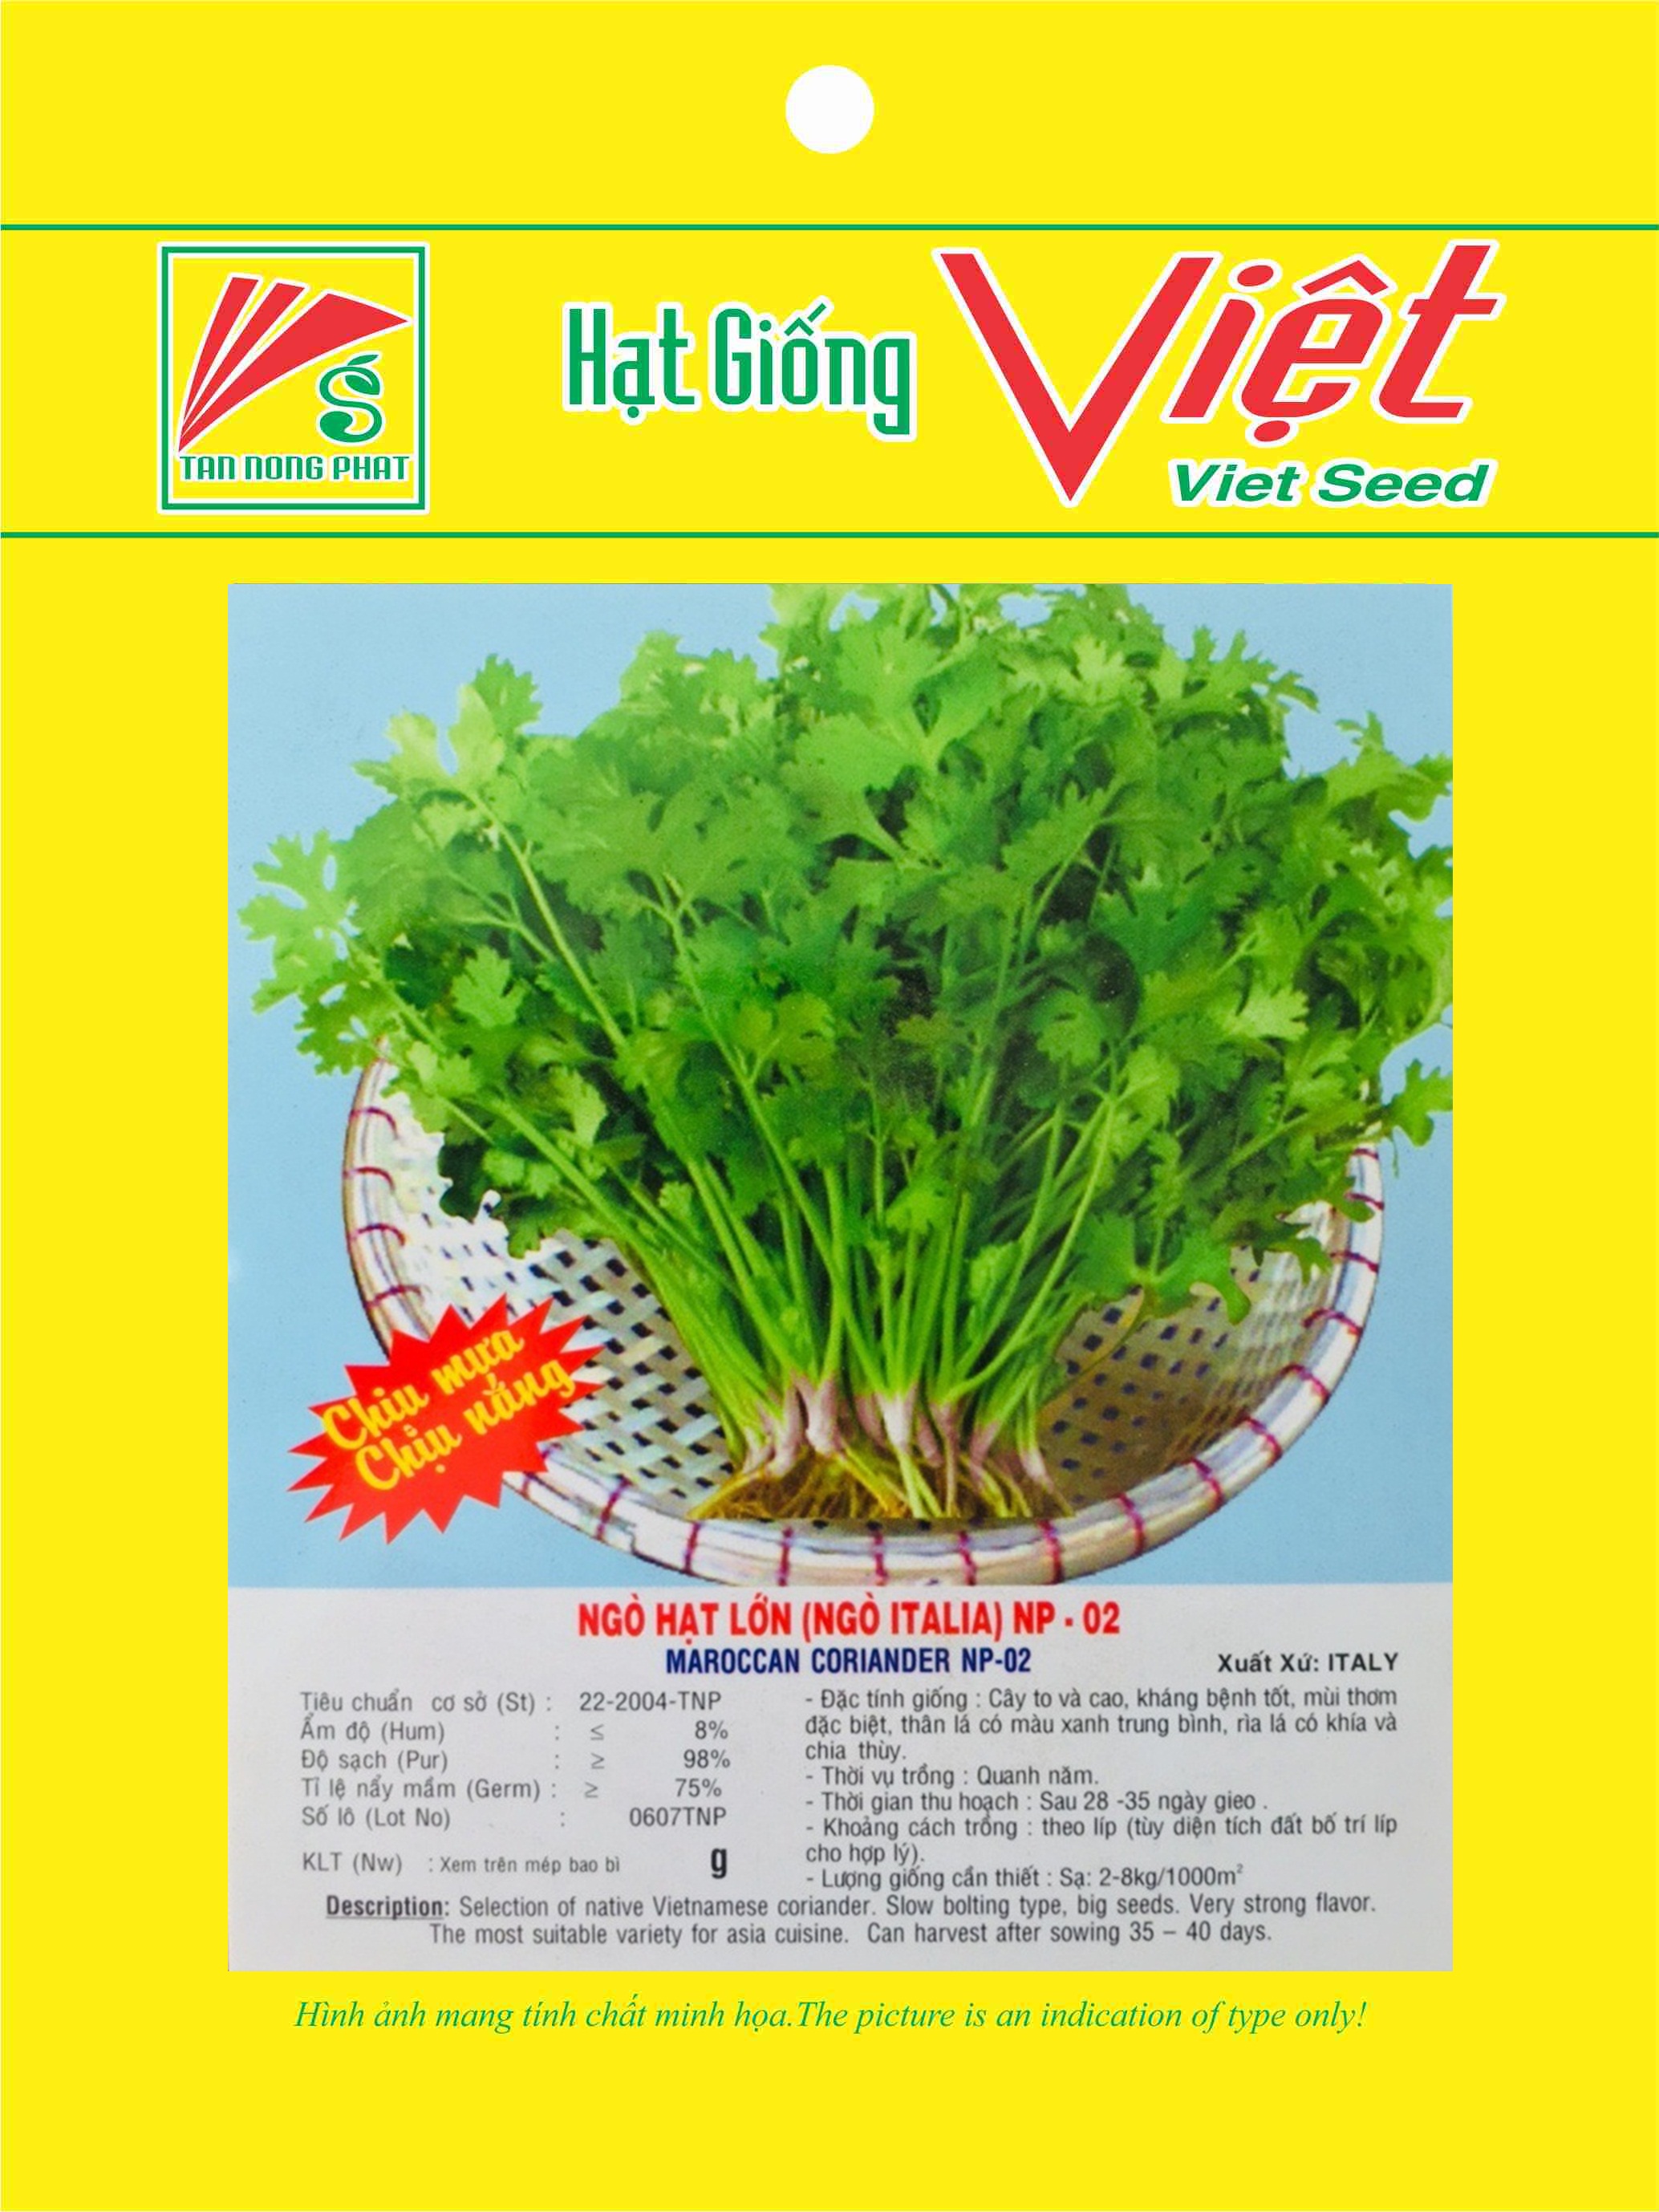 TAN NONG PHAT
Hạt Giống Việt
Viet Seed
Chịu mưa
Chịu nắng
NGÒ HẠT LỚN (NGÒ ITALIA) NP - 02
MAROCCAN CORIANDER NP-02
Xuất Xứ: ITALY
Tiêu chuẩn cơ sở (St) : 22-2004-TNP
Ẩm độ (Hum) : ≤ 8%
Độ sạch (Pur) : ≥ 98%
Tỉ lệ nẩy mầm (Germ) : ≥ 75%
Số lô (Lot No) : 0607TNP
KLT (Nw) : Xem trên mép bao bì g
- Đặc tính giống : Cây to và cao, kháng bệnh tốt, mùi thơm
đặc biệt, thân lá có màu xanh trung bình, rìa lá có khía và
chia thùy.
- Thời vụ trồng : Quanh năm.
- Thời gian thu hoạch : Sau 28 -35 ngày gieo .
- Khoảng cách trồng : theo líp (tùy diện tích đất bố trí líp
cho hợp lý).
- Lượng giống cần thiết : Sạ: 2-8kg/1000m²
Description: Selection of native Vietnamese coriander. Slow bolting type, big seeds. Very strong flavor.
The most suitable variety for asia cuisine. Can harvest after sowing 35 – 40 days.
Hình ảnh mang tính chất minh họa.The picture is an indication of type only!